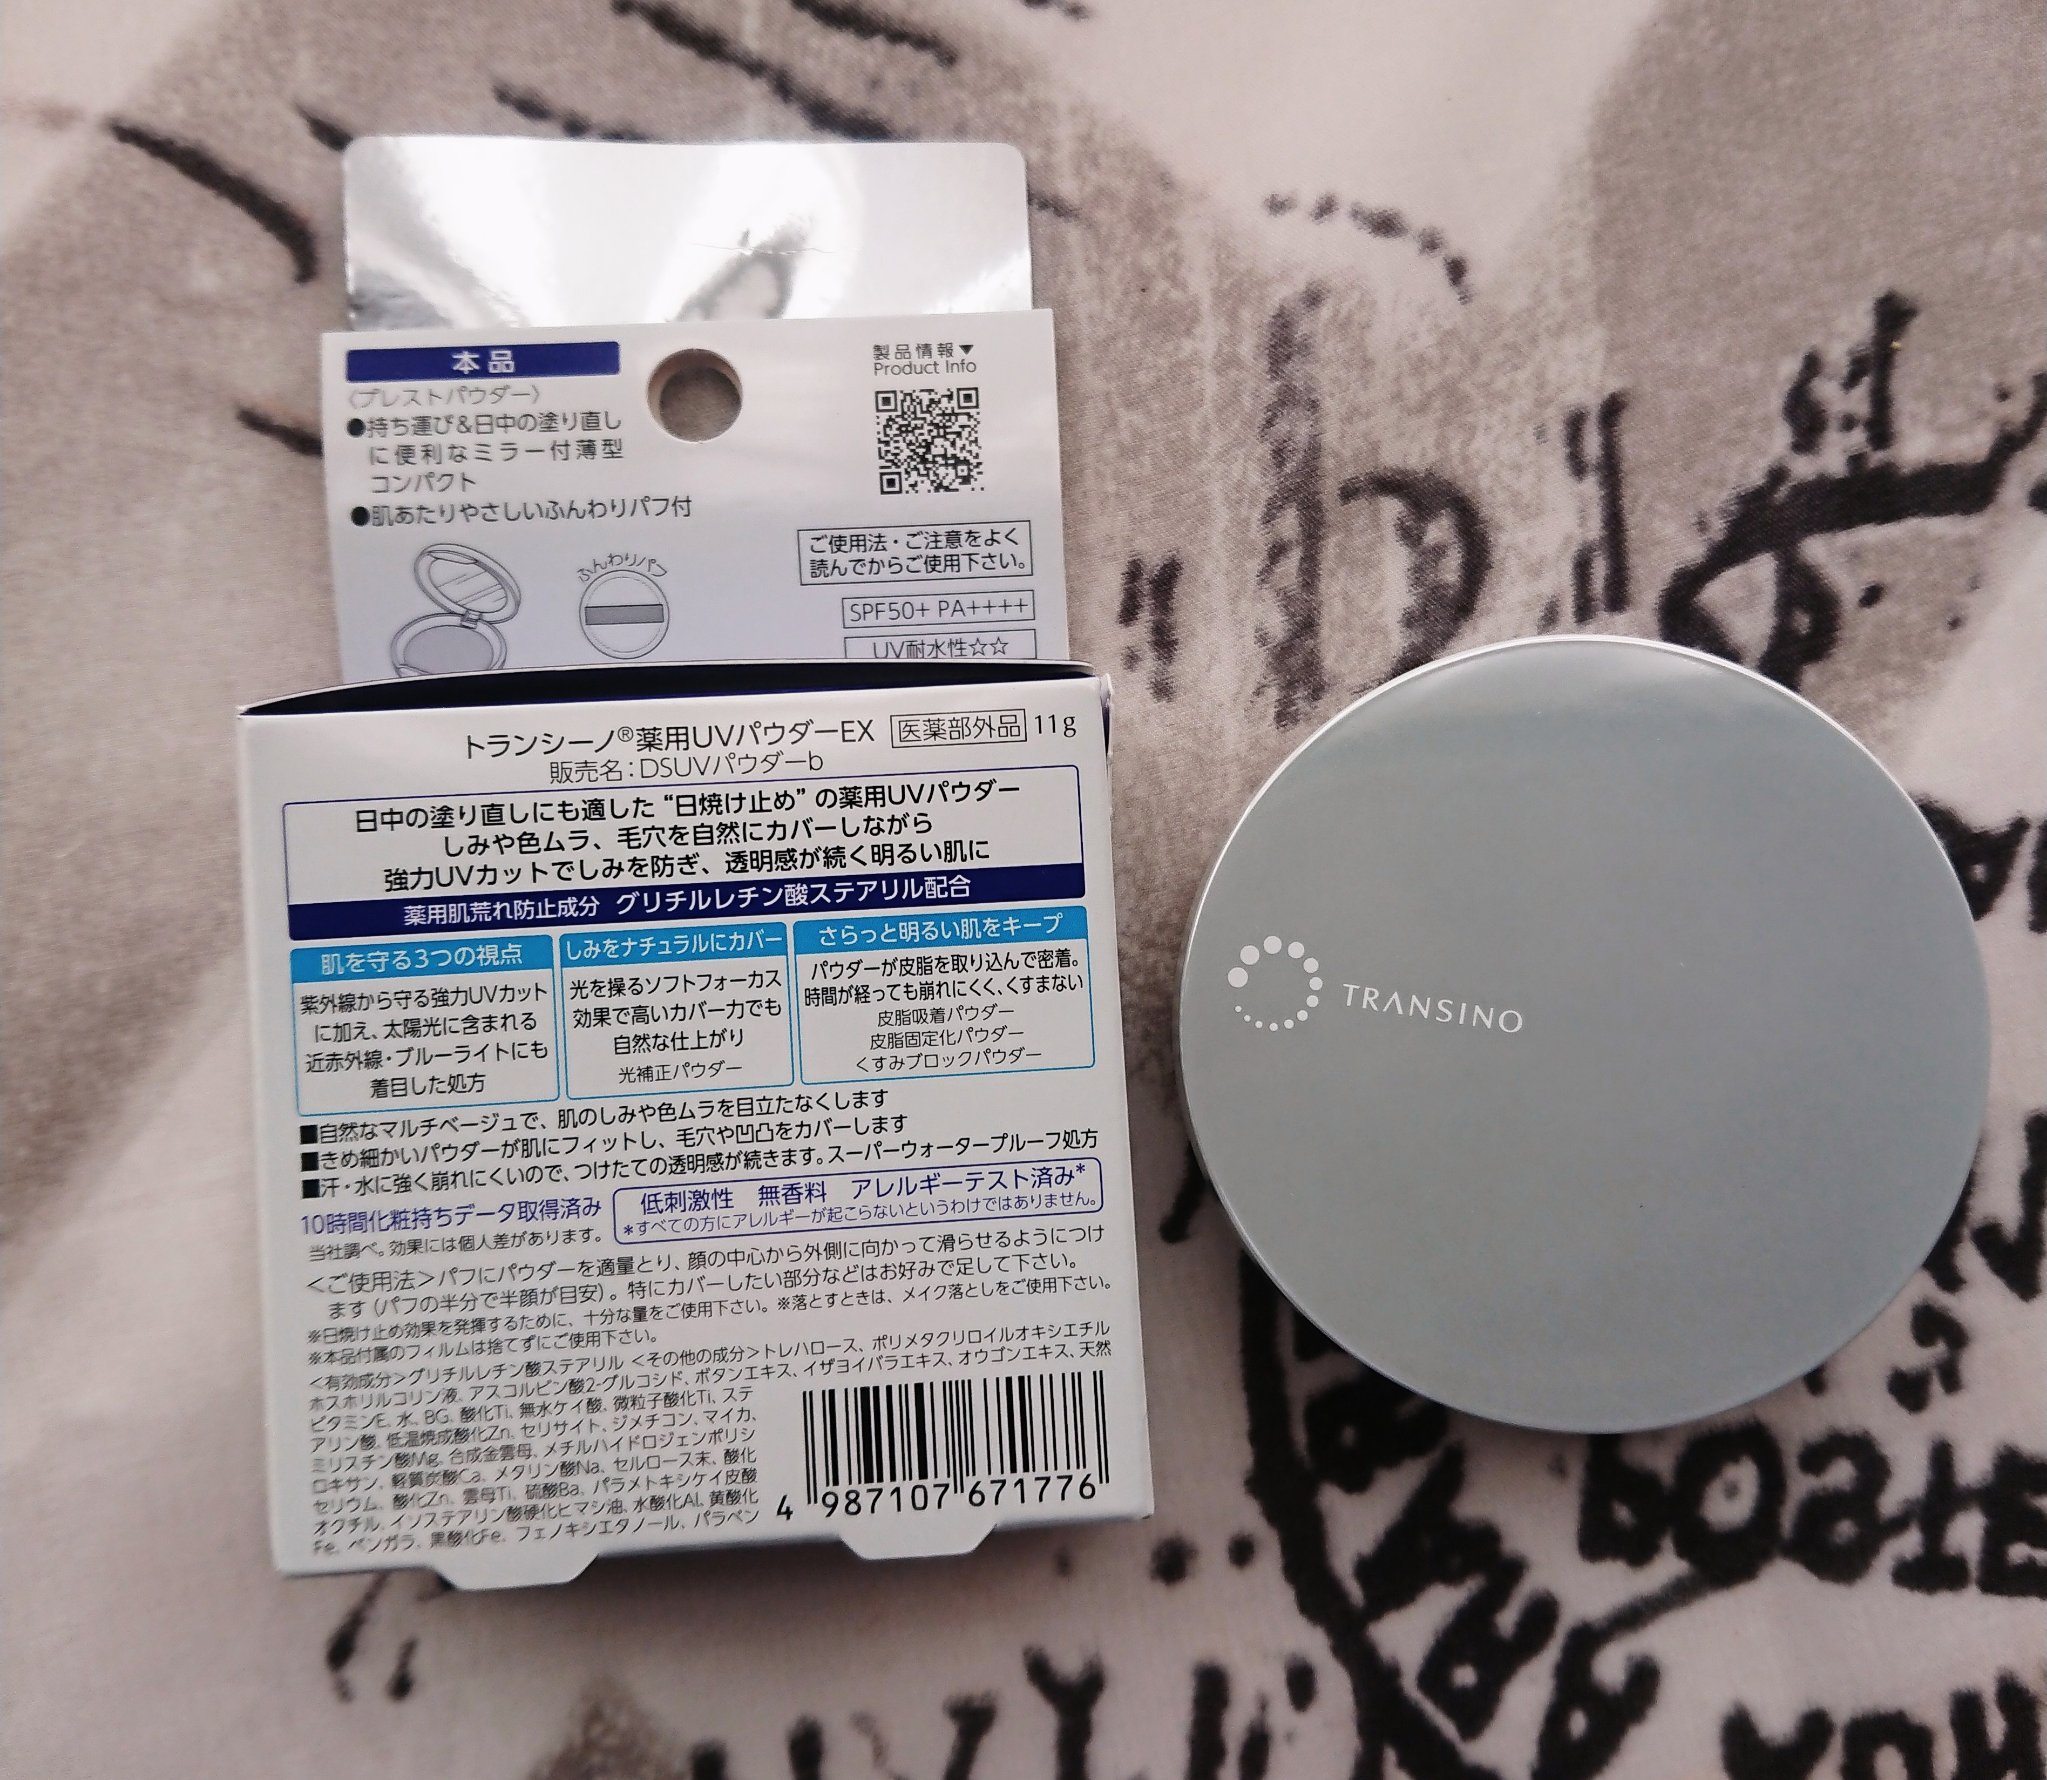 本品
〈プレストパウダー〉
●持ち運び&日中の塗り直し
に便利なミラー付薄型
コンパクト
●肌あたりやさしいふんわりパフ付
ふんわりパフ
製品情報▼
Product Info
ご使用法・ご注意をよく
読んでからご使用下さい。
SPF50+ PA++++
UV耐水性☆☆
トランシーノ®薬用UVパウダーEX 医薬部外品 11g
販売名:DSUVパウダーb
日中の塗り直しにも適した“日焼け止め”の薬用UVパウダー
しみや色ムラ、毛穴を自然にカバーしながら
強力UVカットでしみを防ぎ、透明感が続く明るい肌に
薬用肌荒れ防止成分 グリチルレチン酸ステアリル配合
肌を守る3つの視点
紫外線から守る強力UVカット
に加え、太陽光に含まれる
近赤外線・ブルーライトにも
着目した処方
しみをナチュラルにカバー
光を操るソフトフォーカス
効果で高いカバー力でも
自然な仕上がり
光補正パウダー
さらっと明るい肌をキープ
パウダーが皮脂を取り込んで密着。
時間が経っても崩れにくく、くすまない
皮脂吸着パウダー
皮脂固定化パウダー
くすみブロックパウダー
■自然なマルチベージュで、肌のしみや色ムラを目立たなくします
■きめ細かいパウダーが肌にフィットし、毛穴や凹凸をカバーします
■汗・水に強く崩れにくいので、つけたての透明感が続きます。スーパーウォータープルーフ処方
10時間化粧持ちデータ取得済み
当社調べ。効果には個人差があります。
低刺激性 無香料 アレルギーテスト済み*
*すべての方にアレルギーが起こらないというわけではありません。
＜ご使用法＞パフにパウダーを適量とり、顔の中心から外側に向かって滑らせるようにつけ
ます(パフの半分で半顔が目安)。特にカバーしたい部分などはお好みで足して下さい。
※日焼け止め効果を発揮するために、十分な量をご使用下さい。※落とすときは、メイク落としをご使用下さい。
※本品付属のフィルムは捨てずにご使用下さい。
＜有効成分＞グリチルレチン酸ステアリル ＜その他の成分＞トレハロース、ポリメタクリロイルオキシエチル
ホスホリルコリン液、アスコルビン酸2-グルコシド、ボタンエキス、イザヨイバラエキス、オウゴンエキス、天然
ビタミンE、水、BG、酸化Ti、無水ケイ酸、微粒子酸化Ti、ステ
アリン酸、低温焼成酸化Zn、セリサイト、ジメチコン、マイカ、
ミリスチン酸Mg、合成金雲母、メチルハイドロジェンポリシ
ロキサン、軽質炭酸Ca、メタリン酸Na、セルロース末、酸化
セリウム、酸化Zn、雲母Ti、硫酸Ba、パラメトキシケイ皮酸
オクチル、イソステアリン酸硬化ヒマシ油、水酸化Al、黄酸化
Fe、ベンガラ、黒酸化Fe、フェノキシエタノール、パラベン
4 987107 671776
TRANSINO